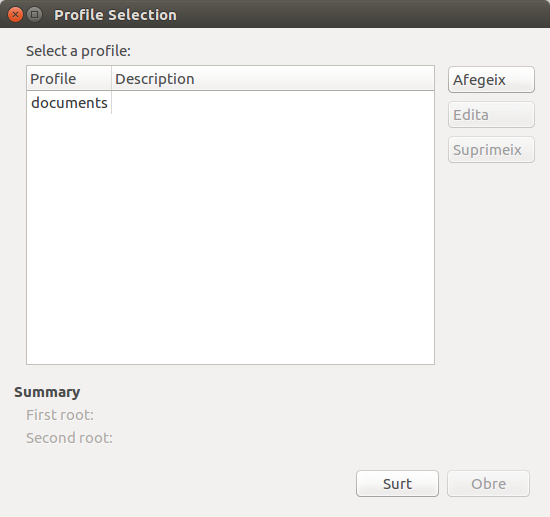 Profile Selection
Select a profile:
Profile Description
documents
Afegeix
Edita
Suprimeix
Summary
First root:
Second root:
Surt Obre